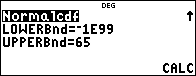 DEG
Normalcdf
LOWERBnd=-1E99
UPPERBnd=65
CALC